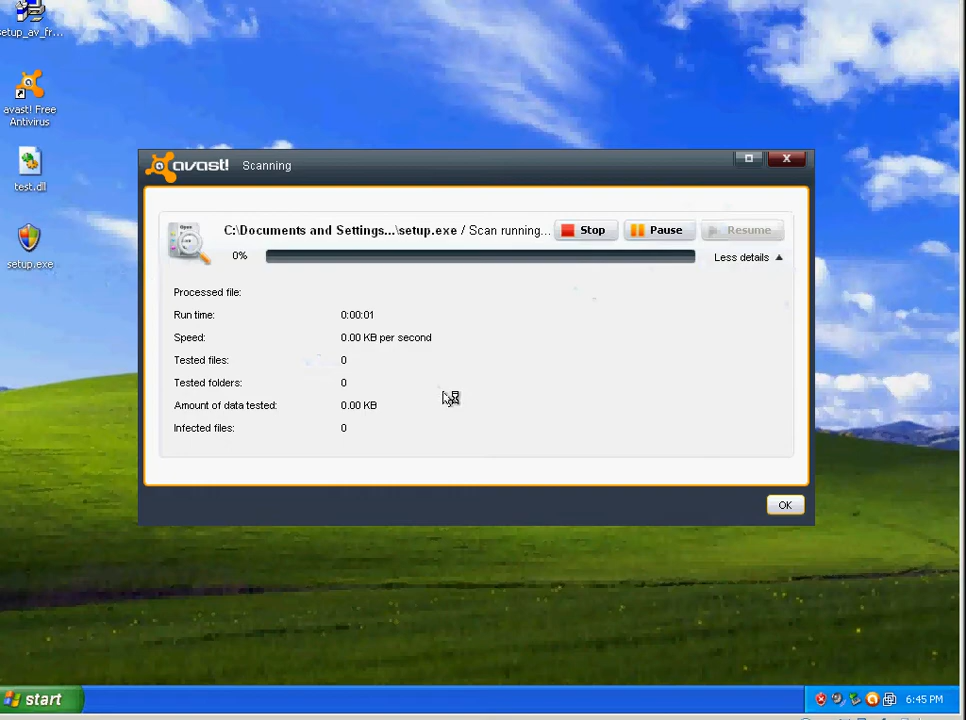 setup_av_fr...
avast! Free
Antivirus
test.dll
setup.exe
avast! Scanning
C:\Documents and Settings...\setup.exe / Scan running...
Stop
Pause
Resume
0%
Less details
Processed file:
Run time: 0:00:01
Speed: 0.00 KB per second
Tested files: 0
Tested folders: 0
Amount of data tested: 0.00 KB
Infected files: 0
OK
start
6:45 PM